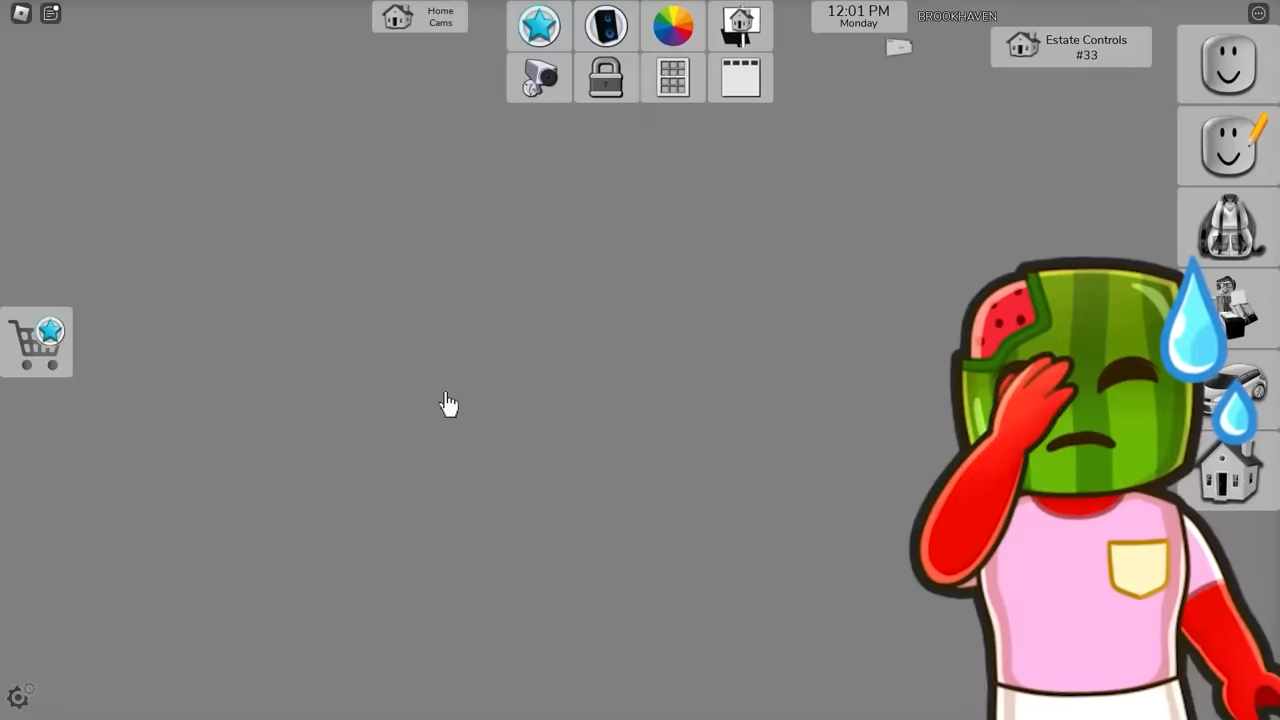 Home
Cams
12:01 PM
Monday
BROOKHAVEN
Estate Controls
#33